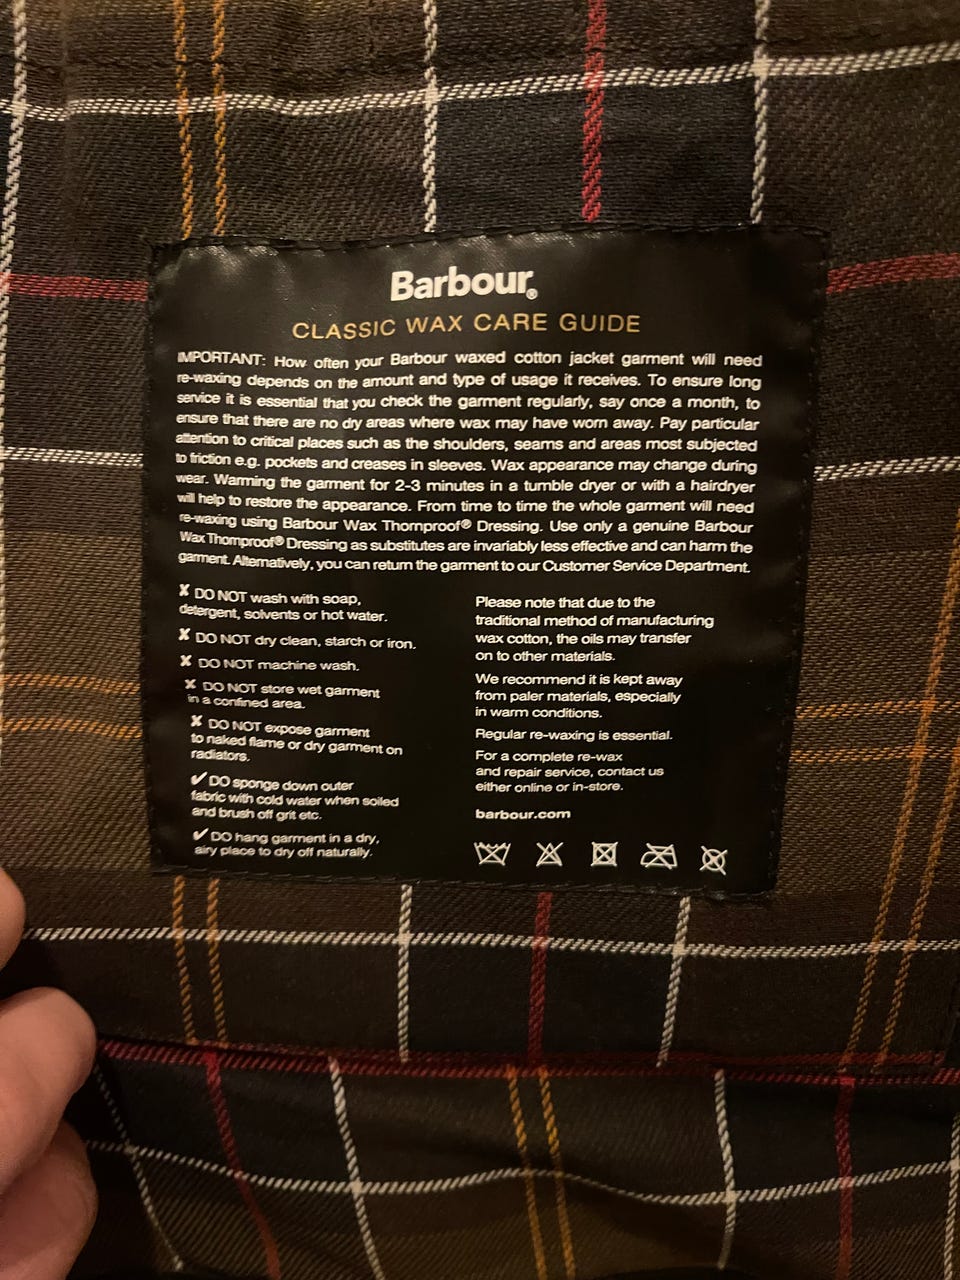 Barbour®
CLASSIC WAX CARE GUIDE
IMPORTANT: How often your Barbour waxed cotton jacket garment will need
re-waxing depends on the amount and type of usage it receives. To ensure long
service it is essential that you check the garment regularly, say once a month, to
ensure that there are no dry areas where wax may have worn away. Pay particular
attention to critical places such as the shoulders, seams and areas most subjected
to friction e.g. pockets and creases in sleeves. Wax appearance may change during
wear. Warming the garment for 2-3 minutes in a tumble dryer or with a hairdryer
will help to restore the appearance. From time to time the whole garment will need
re-waxing using Barbour Wax Thornproof® Dressing. Use only a genuine Barbour
Wax Thornproof® Dressing as substitutes are invariably less effective and can harm the
garment. Alternatively, you can return the garment to our Customer Service Department.
✘ DO NOT wash with soap,
detergent, solvents or hot water.
✘ DO NOT dry clean, starch or iron.
✘ DO NOT machine wash.
✘ DO NOT store wet garment
in a confined area.
✘ DO NOT expose garment
to naked flame or dry garment on
radiators.
✔ DO sponge down outer
fabric with cold water when soiled
and brush off grit etc.
✔ DO hang garment in a dry,
airy place to dry off naturally.
Please note that due to the
traditional method of manufacturing
wax cotton, the oils may transfer
on to other materials.
We recommend it is kept away
from paler materials, especially
in warm conditions.
Regular re-waxing is essential.
For a complete re-wax
and repair service, contact us
either online or in-store.
barbour.com